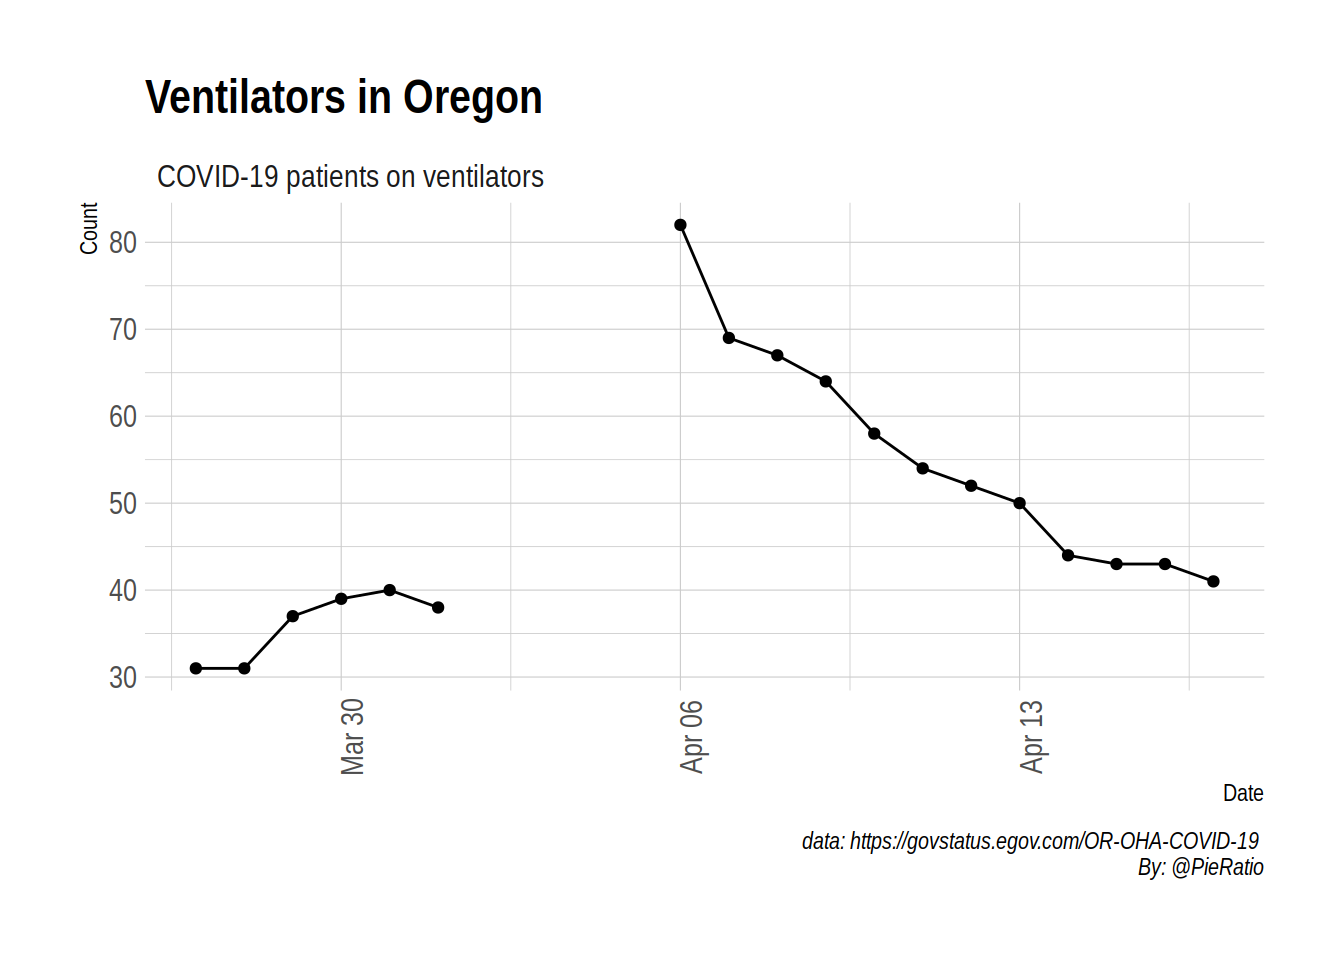 Ventilators in Oregon
COVID-19 patients on ventilators
Count
80
70
60
50
40
30
Mar 30
Apr 06
Apr 13
Date
data: https://govstatus.egov.com/OR-OHA-COVID-19
By: @PieRatio